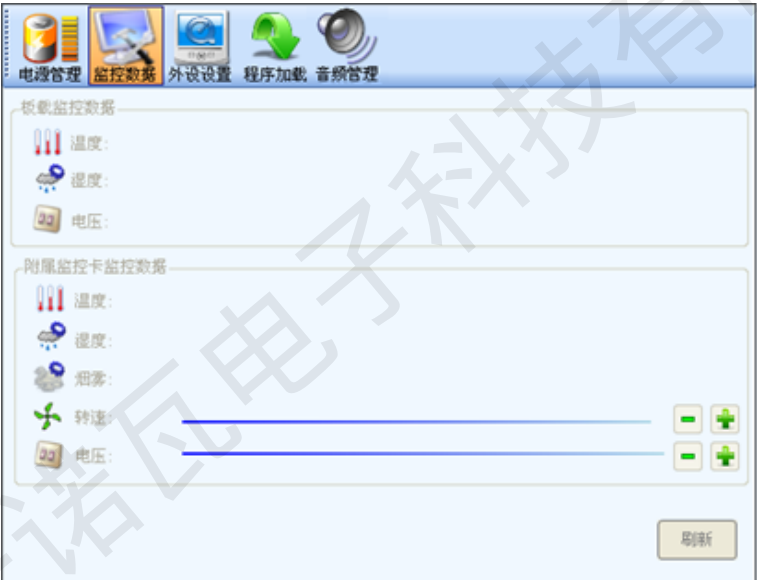 电源管理 监控数据 外设设置 程序加载 音频管理
板载监控数据
温度:
湿度:
电压:
附属监控卡监控数据
温度:
湿度:
烟雾:
转速:
电压:
刷新
诺瓦电子科技有